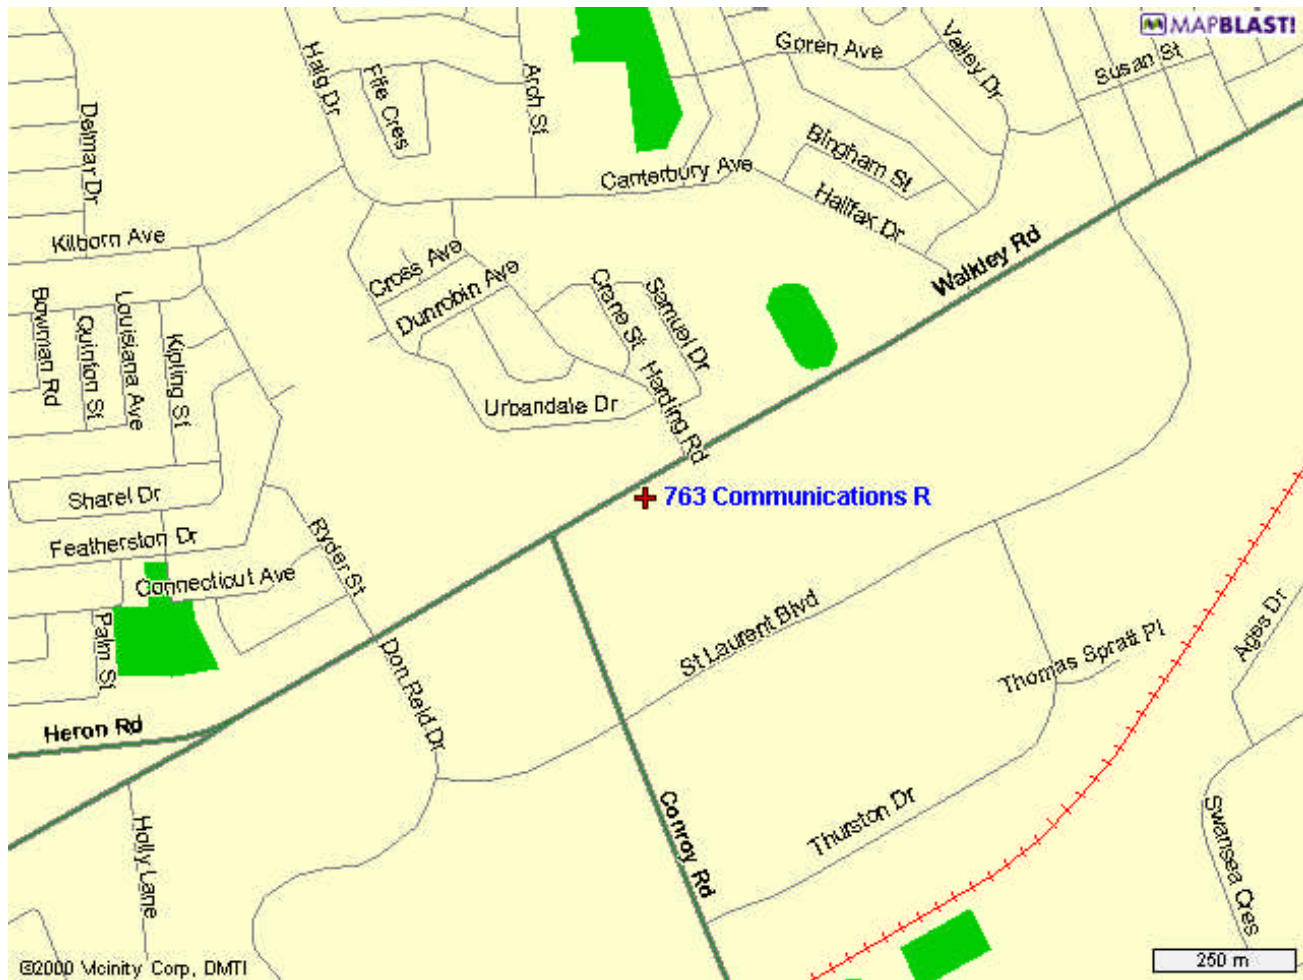 MAPBLAST!
Goren Ave
Valley Dr
Susan St
Haig Dr
Fife Cres
Arch St
Delmar Dr
Bingham St
Canterbury Ave
Halifax Dr
Kilborn Ave
Walkley Rd
Cross Ave
Dunrobin Ave
Crane St
Samuel Dr
Bowman Rd
Quinton St
Louisiana Ave
Kipling St
Harding Rd
Urbandale Dr
763 Communications R
Sharel Dr
Featherston Dr
Ryder St
Connecticut Ave
Palm St
St Laurent Blvd
Thomas Spratt Pl
Ages Dr
Don Reid Dr
Heron Rd
Conroy Rd
Thurston Dr
Holly Lane
Swansea Cres
©2000 Vicinity Corp, DMTI
250 m